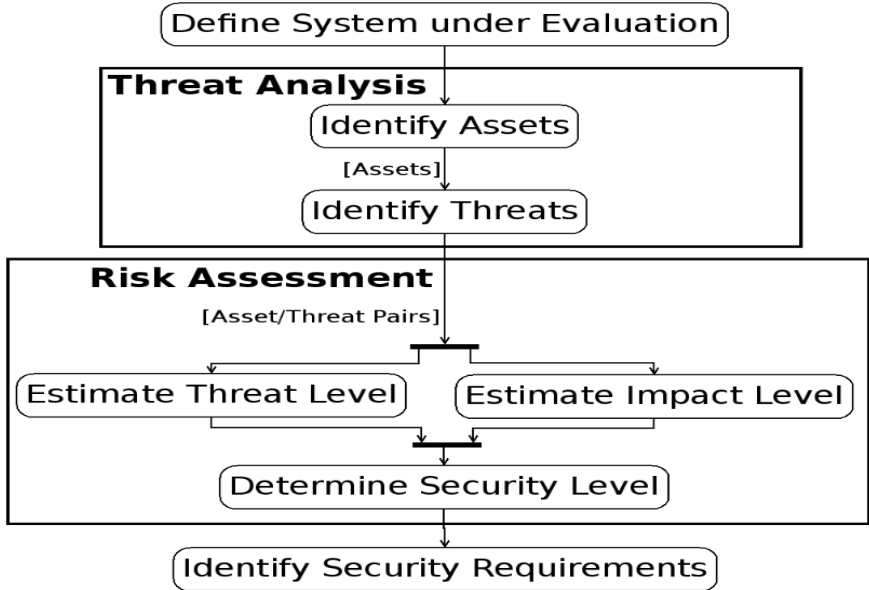 Define System under Evaluation
Threat Analysis
Identify Assets
[Assets]
Identify Threats
Risk Assessment
[Asset/Threat Pairs]
Estimate Threat Level
Estimate Impact Level
Determine Security Level
Identify Security Requirements